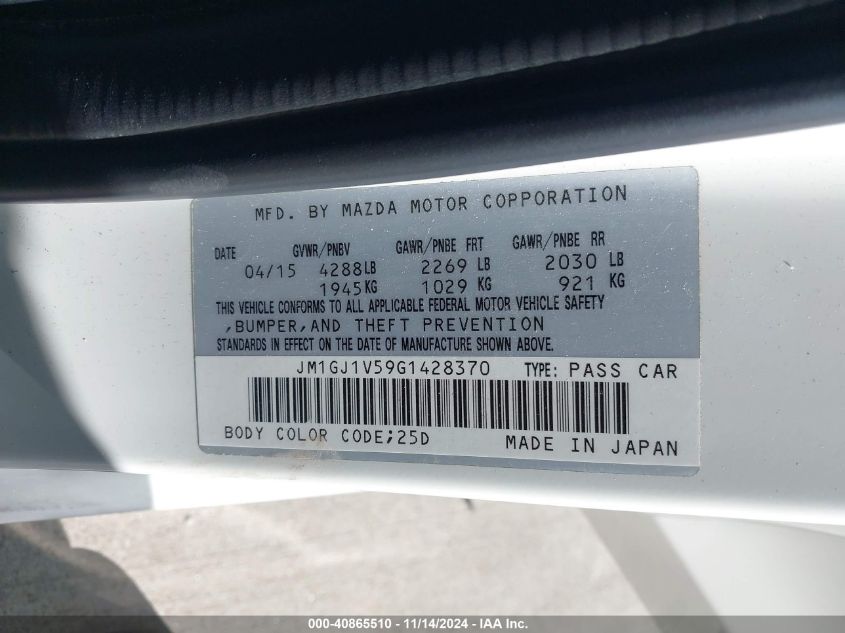 MFD. BY MAZDA MOTOR COPPORATION
DATE GVWR/PNBV GAWR/PNBE FRT GAWR/PNBE RR
04/15 4288LB 2269 LB 2030 LB
1945KG 1029 KG 921 KG
THIS VEHICLE CONFORMS TO ALL APPLICABLE FEDERAL MOTOR VEHICLE SAFETY
,BUMPER,AND THEFT PREVENTION
STANDARDS IN EFFECT ON THE DATE OF MANUFACTURE SHOWN ABOVE.
JM1GJ1V59G1428370 TYPE: PASS CAR
BODY COLOR CODE;25D MADE IN JAPAN
000-40865510 - 11/14/2024 - IAA Inc.